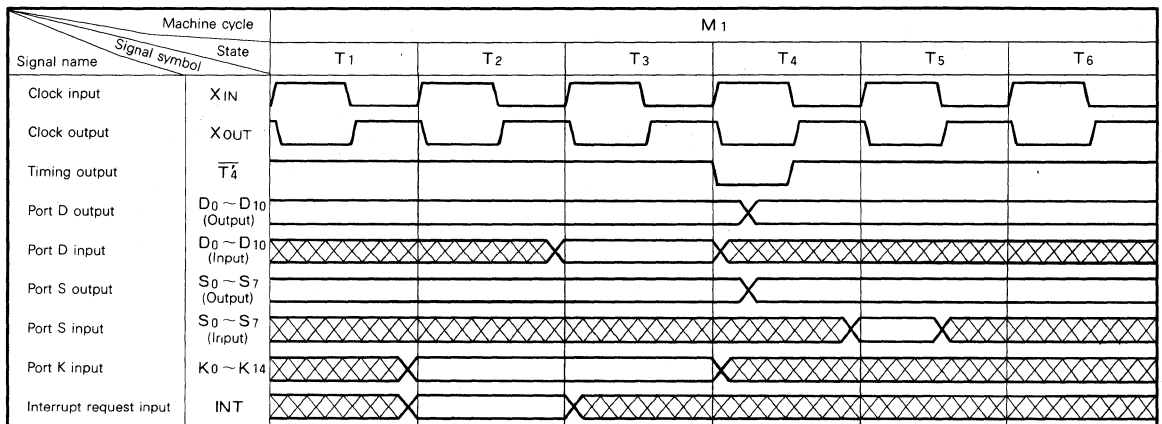 Machine cycle
M1
Signal symbol
State
Signal name
T1
T2
T3
T4
T5
T6
Clock input
XIN
Clock output
XOUT
Timing output
T̅'̅4̅
Port D output
D0~D10
(Output)
Port D input
D0~D10
(Input)
Port S output
S0~S7
(Output)
Port S input
S0~S7
(Input)
Port K input
K0~K14
Interrupt request input
INT